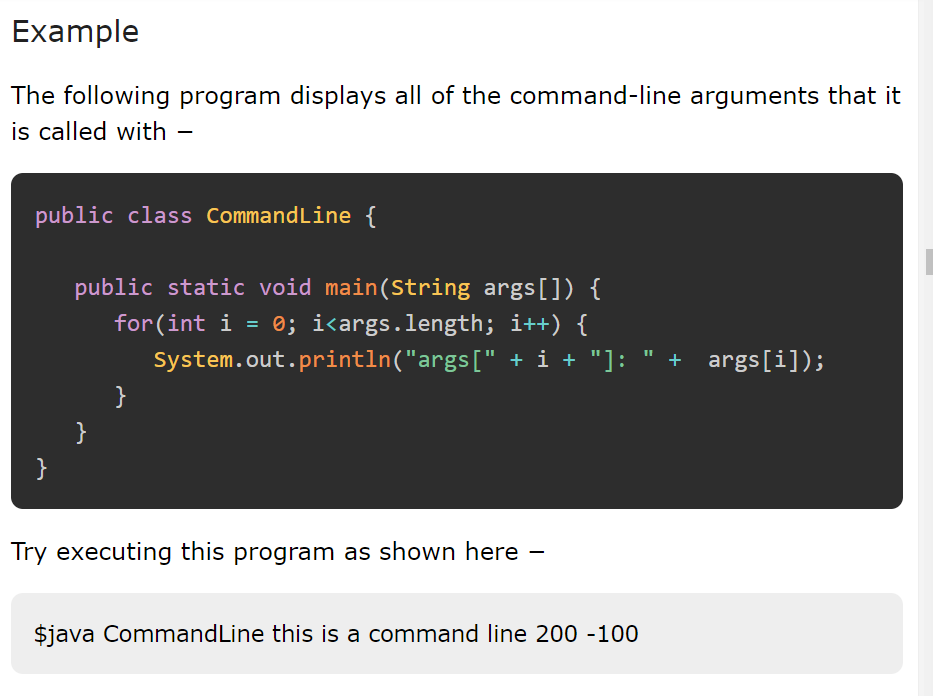 Example
The following program displays all of the command-line arguments that it
is called with −
public class CommandLine {
   public static void main(String args[]) {
      for(int i = 0; i<args.length; i++) {
         System.out.println("args[" + i + "]: " +  args[i]);
      }
   }
}
Try executing this program as shown here −
$java CommandLine this is a command line 200 -100